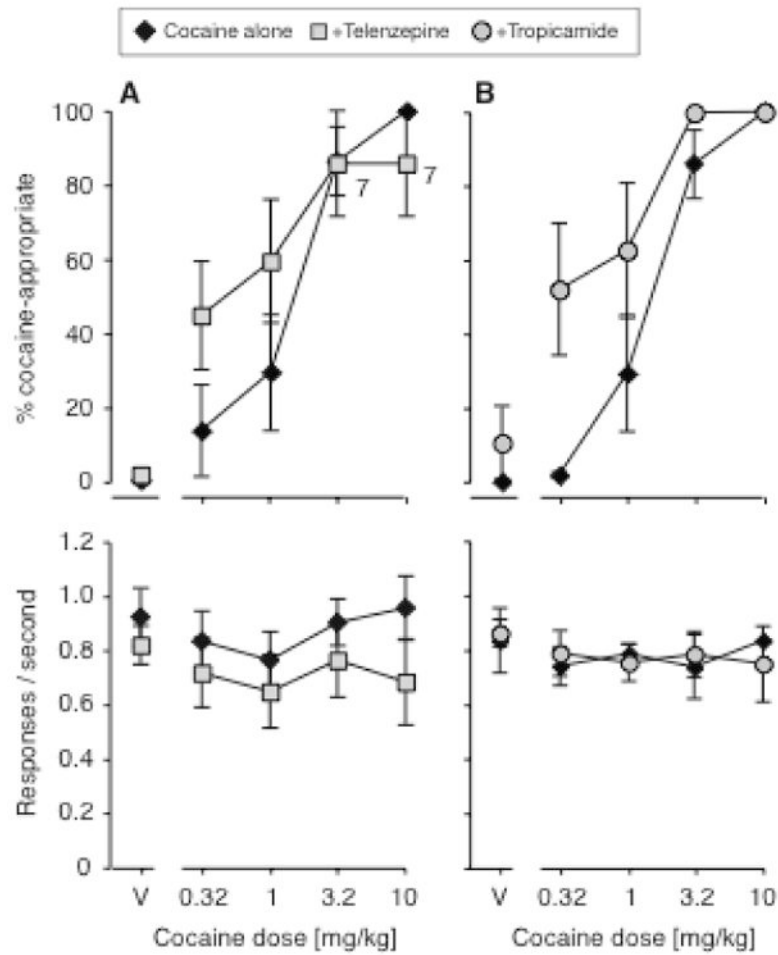 Cocaine alone +Telenzepine +Tropicamide
A B
% cocaine-appropriate
100
80
60
40
20
0
7 7
Responses / second
1.2
1.0
0.8
0.6
0.4
0.2
0
V 0.32 1 3.2 10 V 0.32 1 3.2 10
Cocaine dose [mg/kg] Cocaine dose [mg/kg]